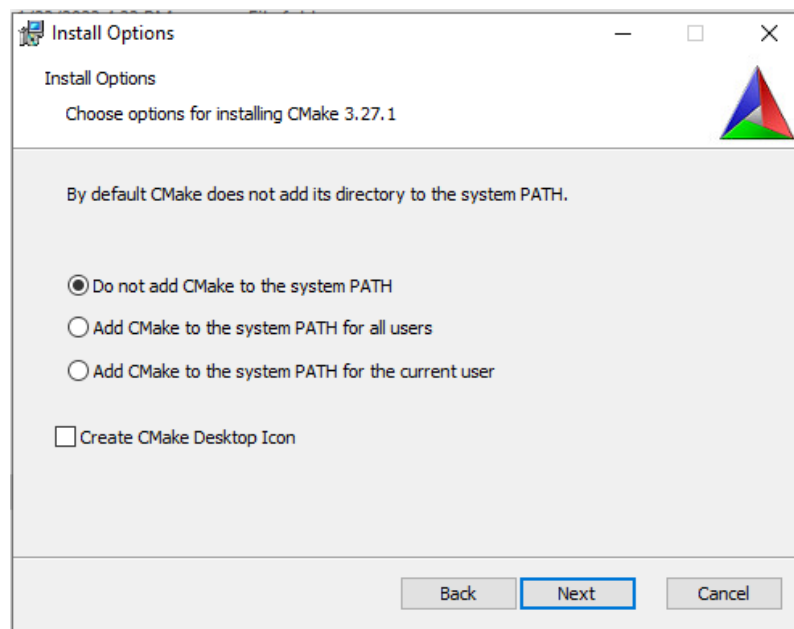 Install Options
Install Options
Choose options for installing CMake 3.27.1
By default CMake does not add its directory to the system PATH.
Do not add CMake to the system PATH
Add CMake to the system PATH for all users
Add CMake to the system PATH for the current user
Create CMake Desktop Icon
Back Next Cancel